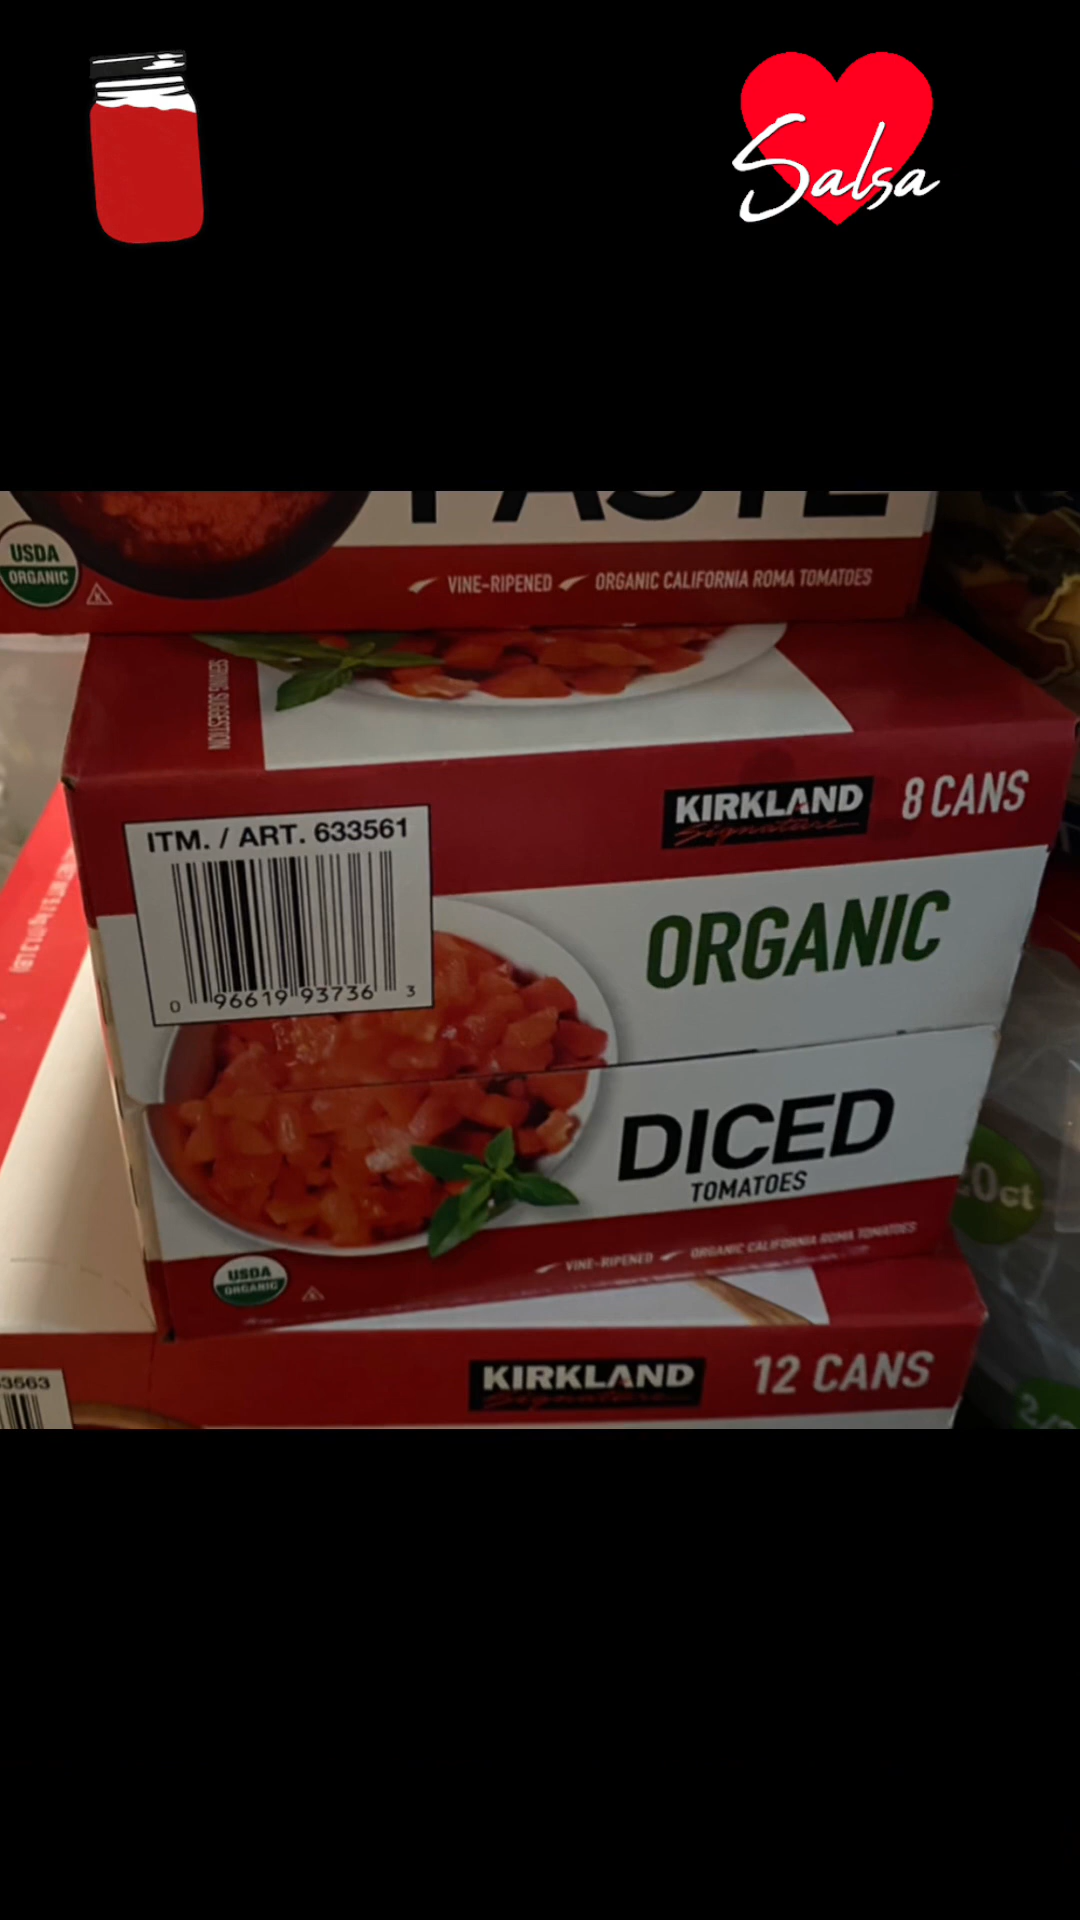 Salsa
PASTE
USDA
ORGANIC
VINE-RIPENED ORGANIC CALIFORNIA ROMA TOMATOES
SERVING SUGGESTION
KIRKLAND
Signature
8 CANS
ITM. / ART. 633561
0 96619 93736 3
ORGANIC
DICED
TOMATOES
VINE-RIPENED ORGANIC CALIFORNIA ROMA TOMATOES
USDA
ORGANIC
KIRKLAND
Signature
12 CANS
3563
0ct